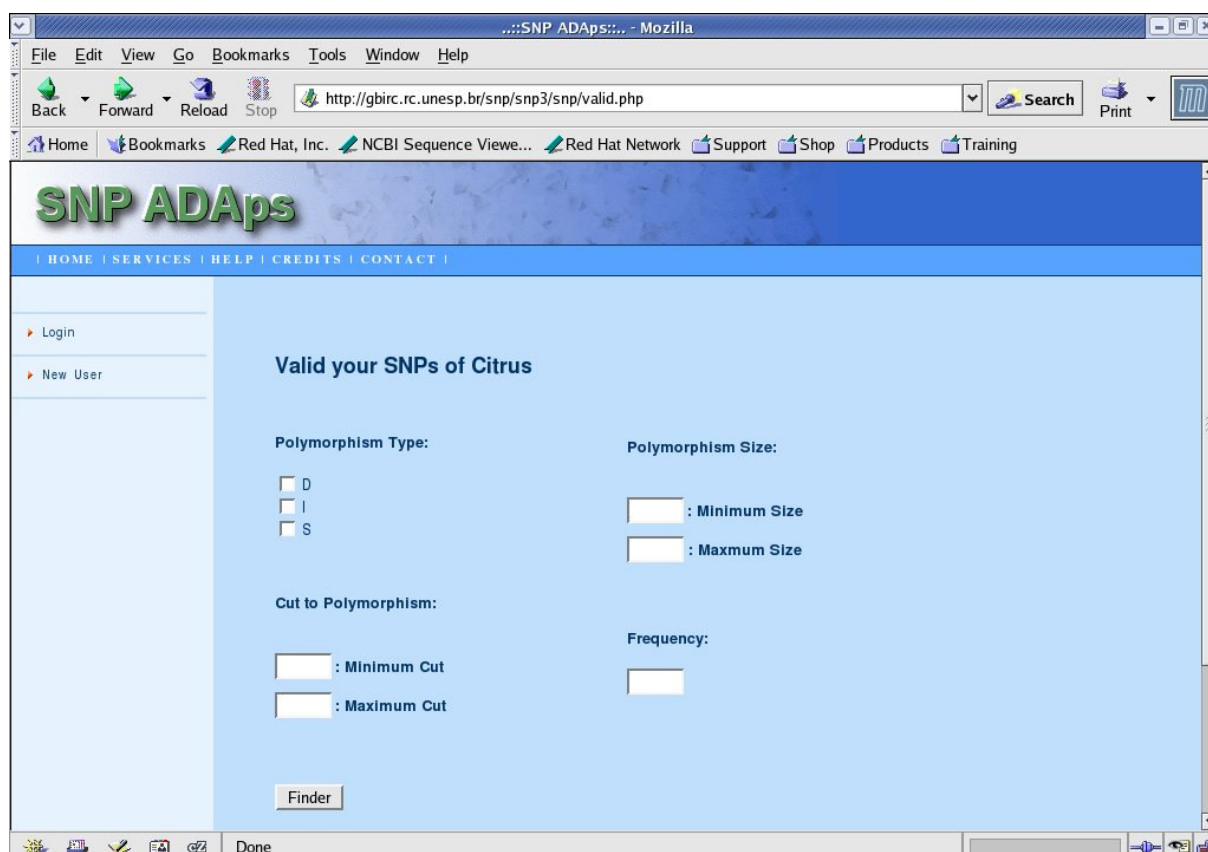 ..::SNP ADAps::.. - Mozilla
File Edit View Go Bookmarks Tools Window Help
Back Forward Reload Stop http://gbirc.rc.unesp.br/snp/snp3/snp/valid.php Search Print
Home Bookmarks Red Hat, Inc. NCBI Sequence Viewe... Red Hat Network Support Shop Products Training
SNP ADAps
| HOME | SERVICES | HELP | CREDITS | CONTACT |
Login
New User
Valid your SNPs of Citrus
Polymorphism Type:
D
I
S
Polymorphism Size:
: Minimum Size
: Maxmum Size
Cut to Polymorphism:
: Minimum Cut
: Maximum Cut
Frequency:
Finder
Done